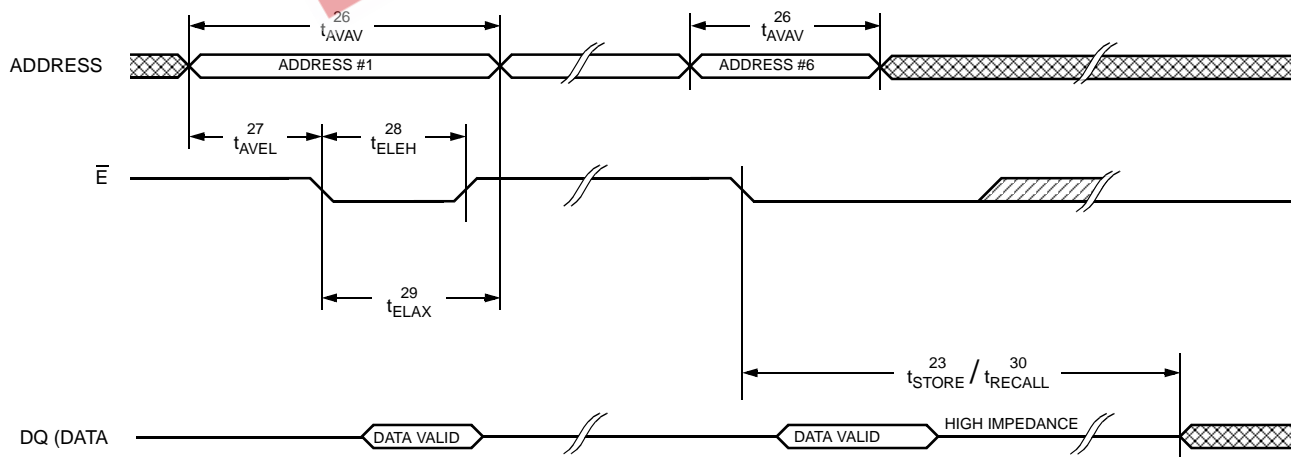 26 26
tAVAV tAVAV
ADDRESS ADDRESS #1 ADDRESS #6
27 28
tAVEL tELEH
E
29
tELAX
23 30
tSTORE / tRECALL
DQ (DATA DATA VALID DATA VALID HIGH IMPEDANCE